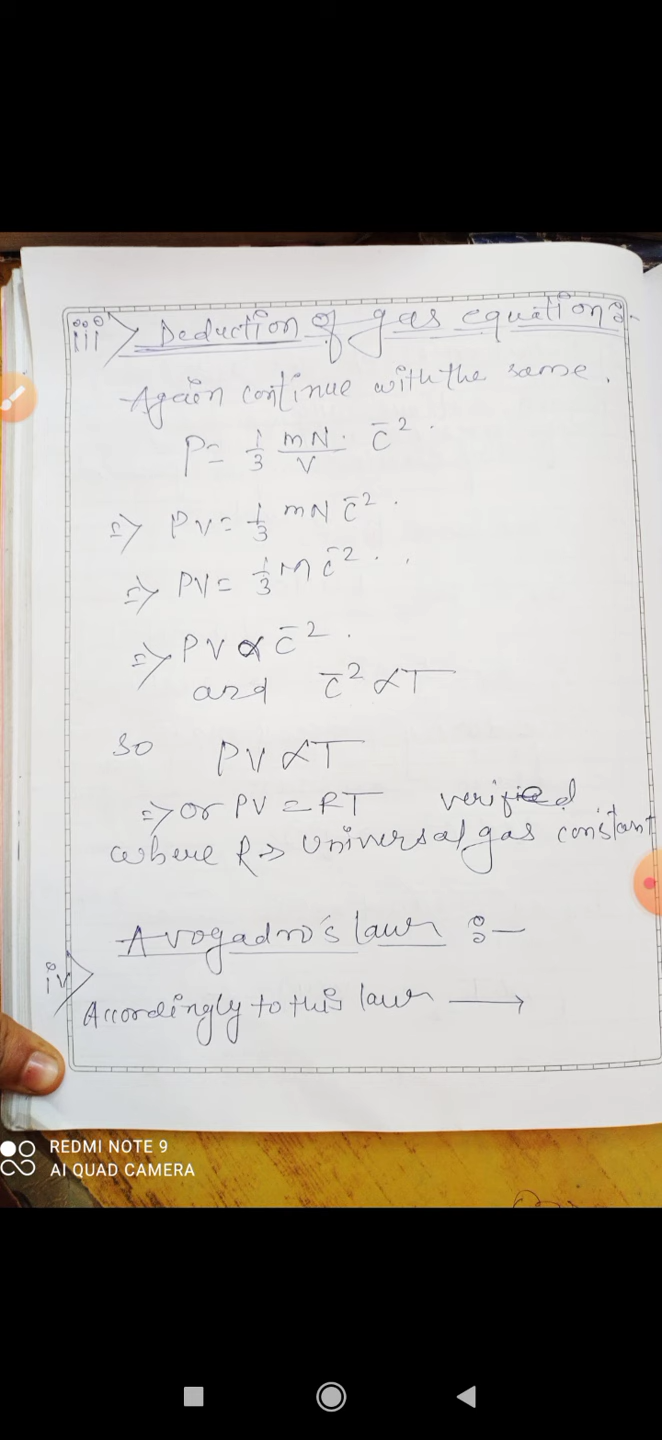 iii> Deduction of gas equation:-
Again continue with the same.
P = 1/3 mN/V . c̄².
=> PV = 1/3 mN c̄².
=> PV = 1/3 M c̄²..
=> PV ∝ c̄².
and c̄² ∝ T
so PV ∝ T
=> or PV = RT verified.
where R => Universal gas constant
iv> Avogadro's law :-
Accordingly to this law ⟶
REDMI NOTE 9
AI QUAD CAMERA